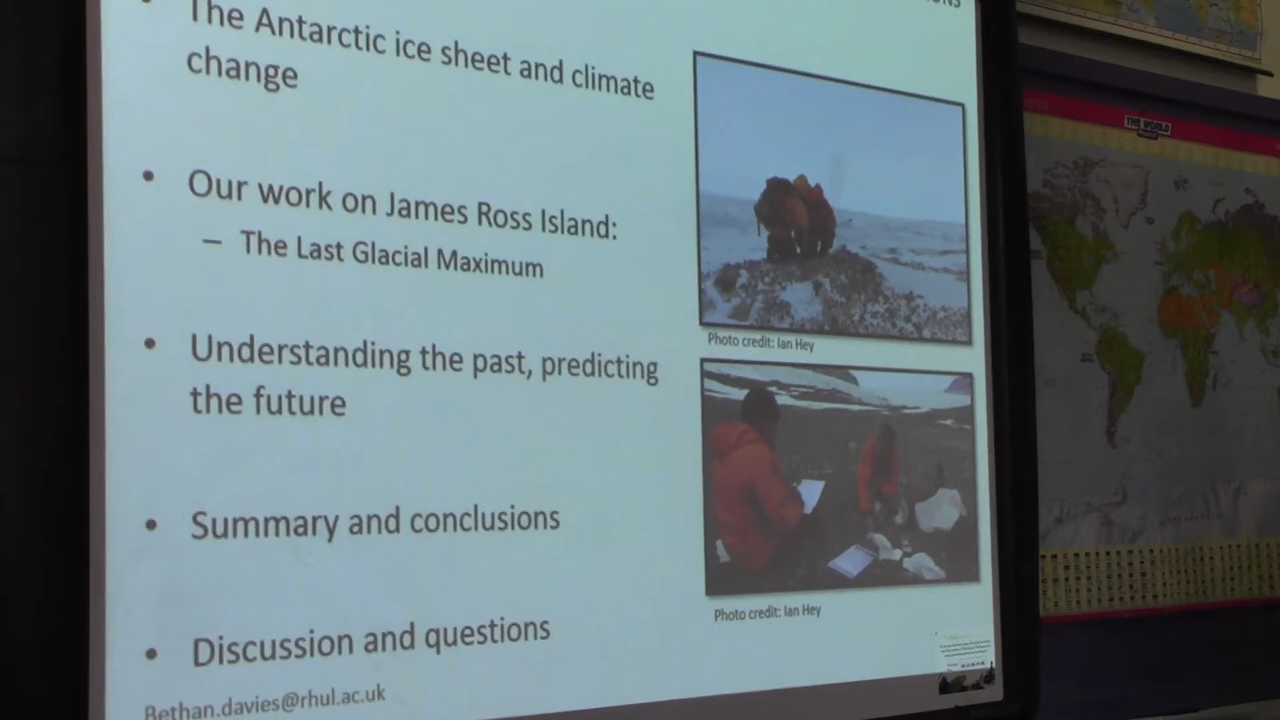 The Antarctic ice sheet and climate
change
• Our work on James Ross Island:
– The Last Glacial Maximum
• Understanding the past, predicting
the future
• Summary and conclusions
• Discussion and questions
Bethan.davies@rhul.ac.uk
Photo credit: Ian Hey
Photo credit: Ian Hey
THE WORLD